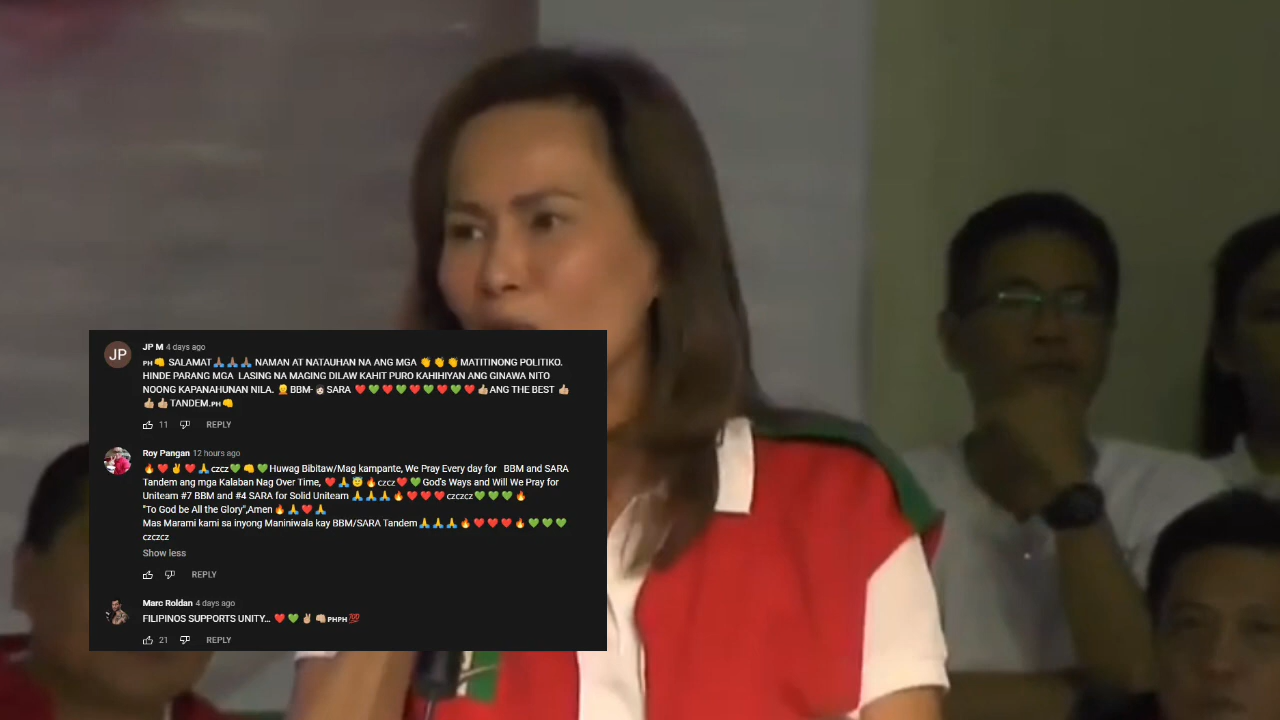 JP
JP M 4 days ago
PH👊 SALAMAT🙏🏽🙏🏽🙏🏽 NAMAN AT NATAUHAN NA ANG MGA 👏👏👏MATITINONG POLITIKO.
HINDE PARANG MGA LASING NA MAGING DILAW KAHIT PURO KAHIHIYAN ANG GINAWA NITO
NOONG KAPANAHUNAN NILA. 👷BBM-👩🏻SARA ❤️💚❤️💚❤️💚❤️💚❤️👍🏼ANG THE BEST 👍🏼
👍🏼👍🏼TANDEM.PH👊
11 REPLY
Roy Pangan 12 hours ago
🔥❤️✌️❤️🙏CZCZ💚👊💚Huwag Bibitaw/Mag kampante, We Pray Every day for BBM and SARA
Tandem ang mga Kalaban Nag Over Time, ❤️🙏😇🔥CZCZ❤️💚God's Ways and Will We Pray for
Uniteam #7 BBM and #4 SARA for Solid Uniteam 🙏🙏🙏🔥❤️❤️❤️CZCZCZ💚💚💚🔥
"To God be All the Glory",Amen🔥🙏❤️🙏
Mas Marami kami sa inyong Maniniwala kay BBM/SARA Tandem🙏🙏🙏🔥❤️❤️❤️🔥💚💚💚
CZCZCZ
Show less
REPLY
Marc Roldan 4 days ago
FILIPINOS SUPPORTS UNITY... ❤️💚✌🏼👊🏼PHPH💯
21 REPLY